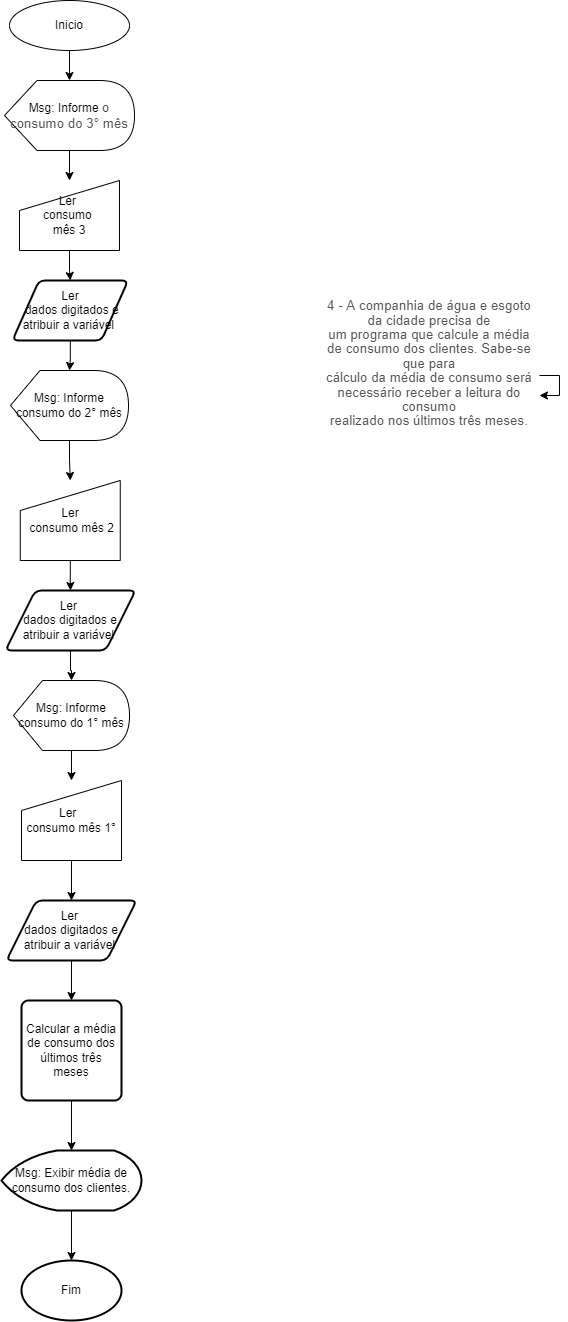 Inicio
Msg: Informe o
consumo do 3° mês
Ler
consumo
mês 3
Ler
dados digitados e
atribuir a variável
4 - A companhia de água e esgoto
da cidade precisa de
um programa que calcule a média
de consumo dos clientes. Sabe-se
que para
cálculo da média de consumo será
necessário receber a leitura do
consumo
realizado nos últimos três meses.
Msg: Informe
consumo do 2° mês
Ler
consumo mês 2
Ler
dados digitados e
atribuir a variável
Msg: Informe
consumo do 1° mês
Ler
consumo mês 1°
Ler
dados digitados e
atribuir a variável
Calcular a média
de consumo dos
últimos três
meses
Msg: Exibir média de
consumo dos clientes.
Fim